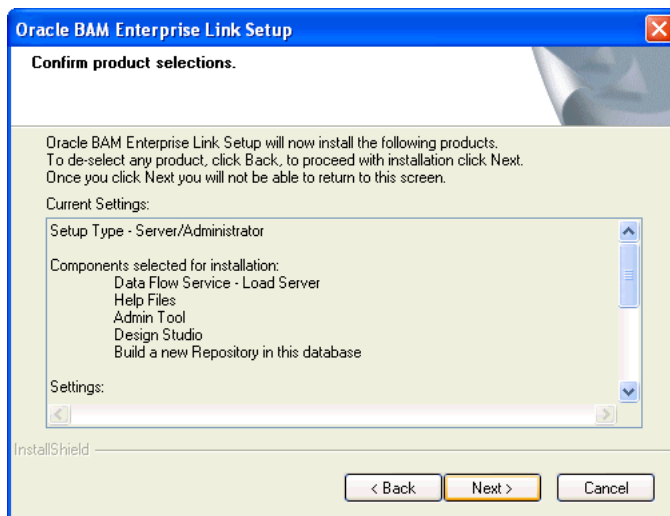 Oracle BAM Enterprise Link Setup
Confirm product selections.
Oracle BAM Enterprise Link Setup will now install the following products.
To de-select any product, click Back, to proceed with installation click Next.
Once you click Next you will not be able to return to this screen.
Current Settings:
Setup Type - Server/Administrator
Components selected for installation:
Data Flow Service - Load Server
Help Files
Admin Tool
Design Studio
Build a new Repository in this database
Settings:
InstallShield
< Back Next > Cancel